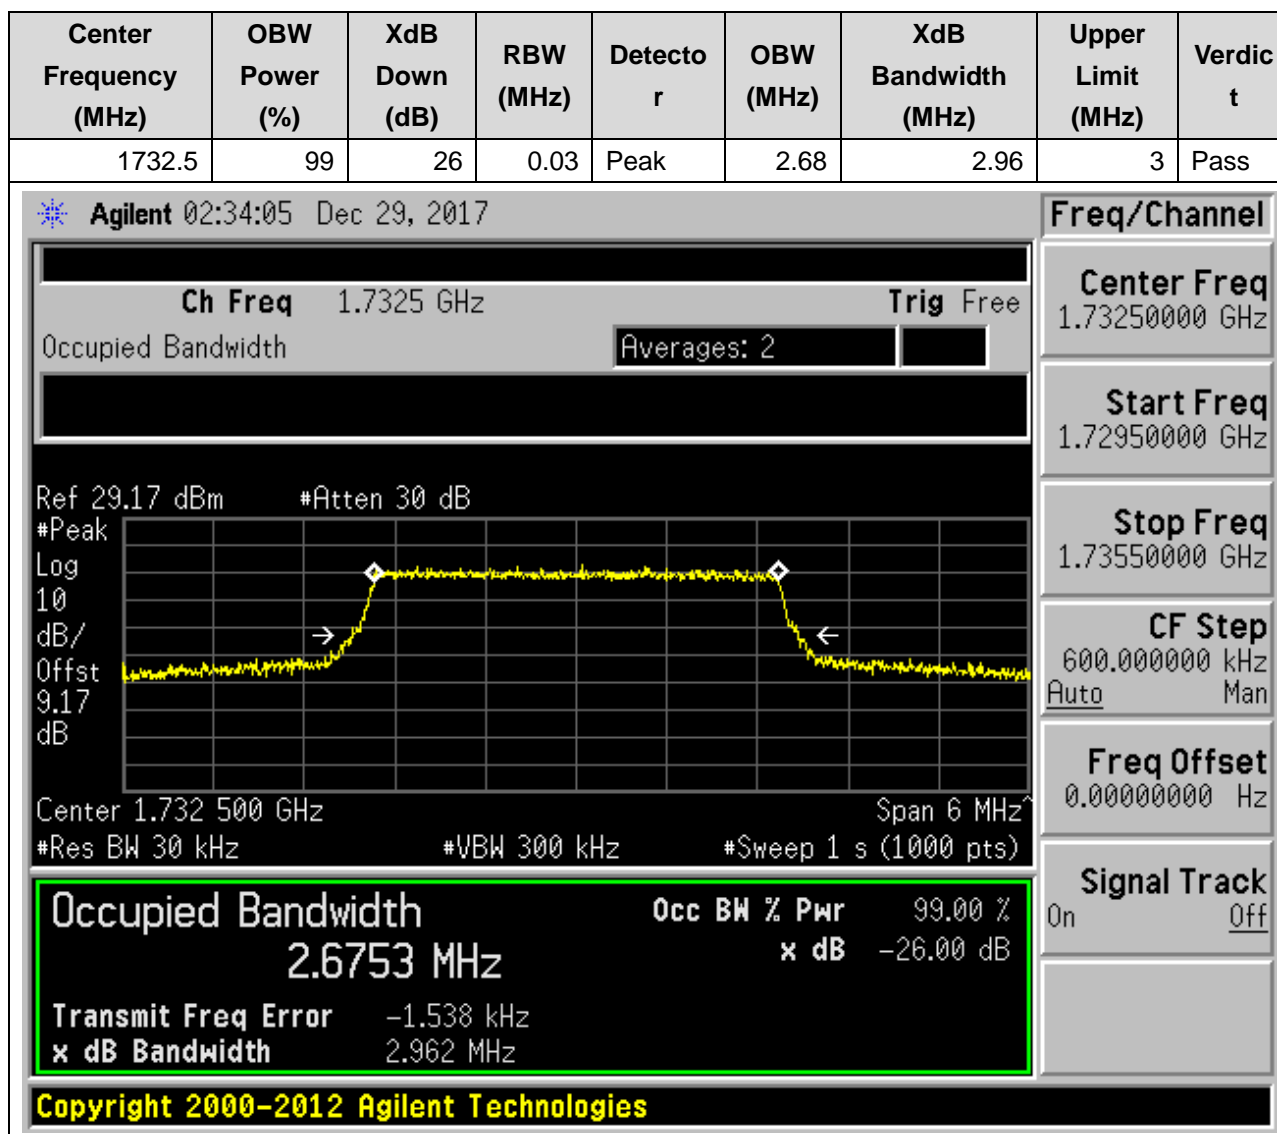 Center Frequency (MHz) OBW Power (%) XdB Down (dB) RBW (MHz) Detecto r OBW (MHz) XdB Bandwidth (MHz) Upper Limit (MHz) Verdic t
1732.5 99 26 0.03 Peak 2.68 2.96 3 Pass
Agilent 02:34:05 Dec 29, 2017
Freq/Channel
Ch Freq 1.7325 GHz Trig Free
Occupied Bandwidth Averages: 2
Center Freq
1.73250000 GHz
Start Freq
1.72950000 GHz
Stop Freq
1.73550000 GHz
CF Step
600.000000 kHz
Auto Man
Freq Offset
0.00000000 Hz
Signal Track
On Off
Ref 29.17 dBm #Atten 30 dB
#Peak
Log
10
dB/
Offst
9.17
dB
Center 1.732 500 GHz Span 6 MHz^
#Res BW 30 kHz #VBW 300 kHz #Sweep 1 s (1000 pts)
Occupied Bandwidth Occ BW % Pwr 99.00 %
2.6753 MHz x dB -26.00 dB
Transmit Freq Error -1.538 kHz
x dB Bandwidth 2.962 MHz
Copyright 2000-2012 Agilent Technologies